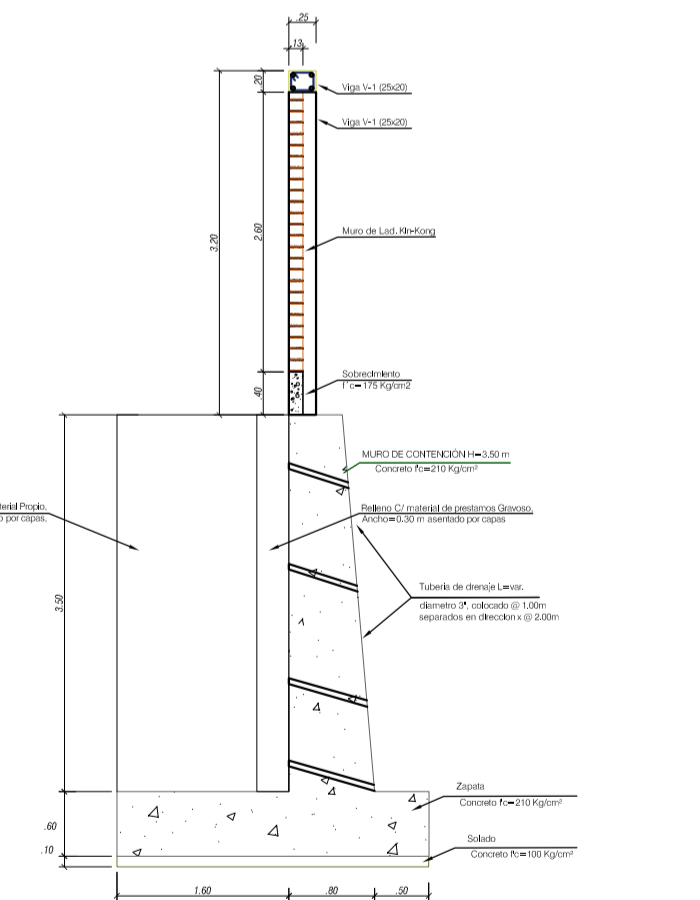 .25
.13
.20
Viga V-1 (25x20)
Viga V-1 (25x20)
3.20
2.60
Muro de Lad. KIn-Kong
Sobrecimiento
f'c=175 Kg/cm2
.40
MURO DE CONTENCIÓN H=3.50 m
Concreto f'c=210 Kg/cm²
terial Propio,
o por capas,
Relleno C/ material de prestamos Gravoso,
Ancho=0.30 m asentado por capas
3.50
Tuberia de drenaje L=var.
diametro 3", colocado @ 1.00m
separados en direccion x @ 2.00m
Zapata
Concreto f'c=210 Kg/cm²
.60
Solado
.10
Concreto f'c=100 Kg/cm²
1.60
.80
.50